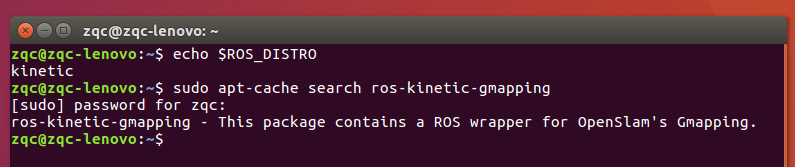 zqc@zqc-lenovo: ~
zqc@zqc-lenovo:~$ echo $ROS_DISTRO
kinetic
zqc@zqc-lenovo:~$ sudo apt-cache search ros-kinetic-gmapping
[sudo] password for zqc:
ros-kinetic-gmapping - This package contains a ROS wrapper for OpenSlam's Gmapping.
zqc@zqc-lenovo:~$